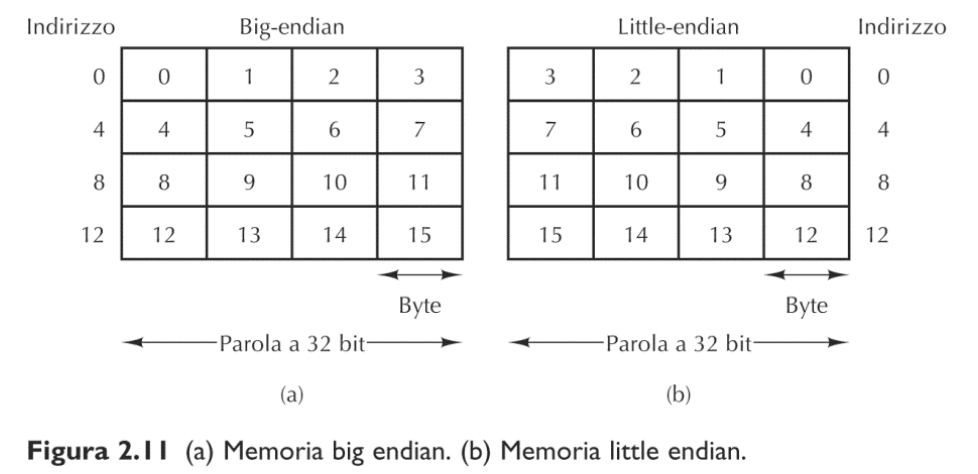 Indirizzo Big-endian Little-endian Indirizzo
0 0 1 2 3 3 2 1 0 0
4 4 5 6 7 7 6 5 4 4
8 8 9 10 11 11 10 9 8 8
12 12 13 14 15 15 14 13 12 12
Byte Byte
Parola a 32 bit Parola a 32 bit
(a) (b)
Figura 2.11 (a) Memoria big endian. (b) Memoria little endian.